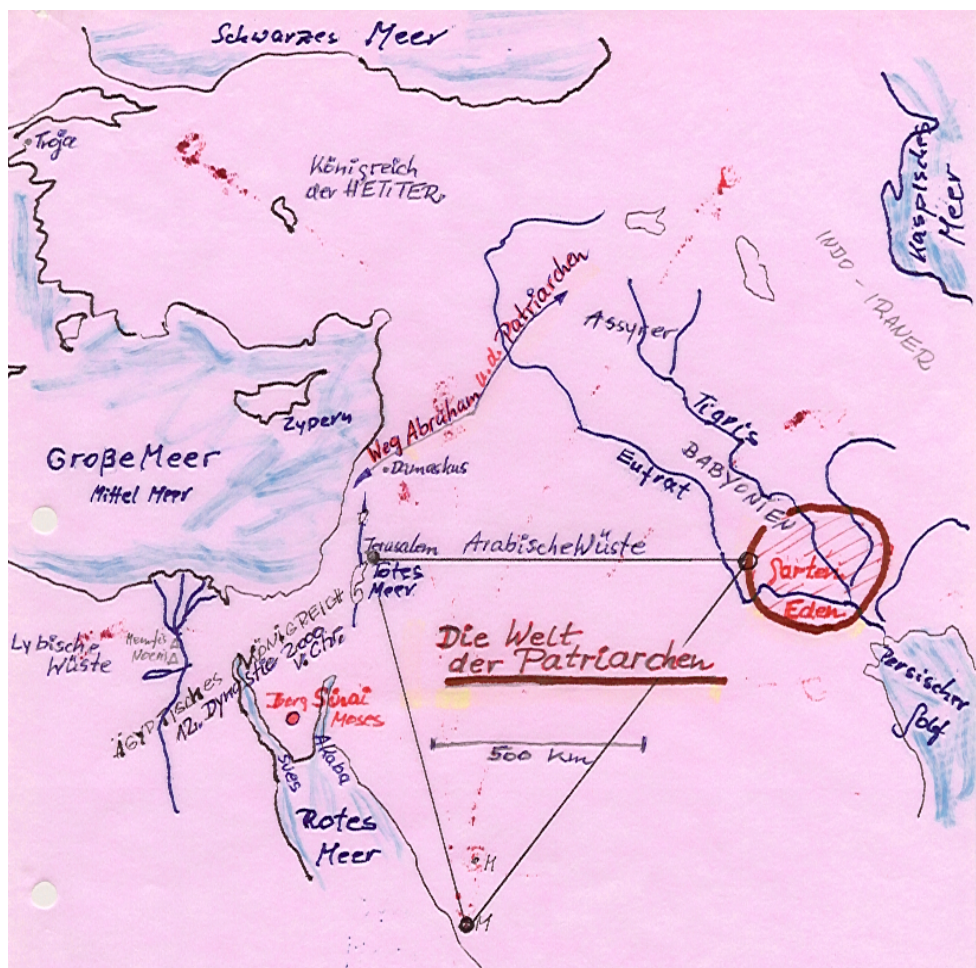 Schwarzes Meer
Troja
Königreich
der HETITER
Kaspisches
Meer
INDO - IRANER
Assyrer
Weg Abraham u.d. Patriarchen
Tigris
Zypern
Große Meer
Mittel Meer
Damaskus
Eufrat
BABYONIEN
Jerusalem
Arabische Wüste
Totes
Meer
Garten
Eden
Lybische
Wüste
ÄGYPTISCHES KÖNIGREICH
12. Dynastie 2000
v. Chr.
Die Welt
der Patriarchen
Persischer
Golf
Berg Sinai
Moses
500 Km
Sues
Akaba
Rotes
Meer
M
M